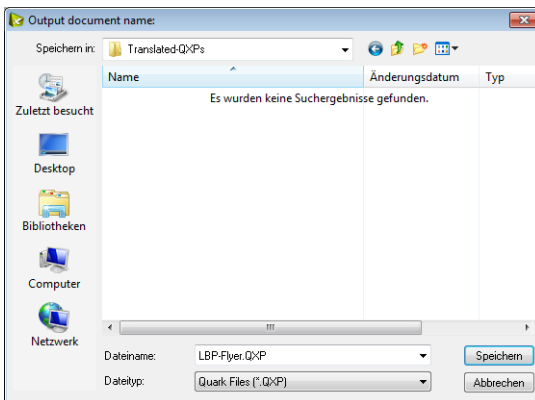 Output document name:
Speichern in:
Translated-QXPs
Name
Änderungsdatum
Typ
Es wurden keine Suchergebnisse gefunden.
Zuletzt besucht
Desktop
Bibliotheken
Computer
Netzwerk
Dateiname:
LBP-Flyer.QXP
Speichern
Dateityp:
Quark Files (*.QXP)
Abbrechen